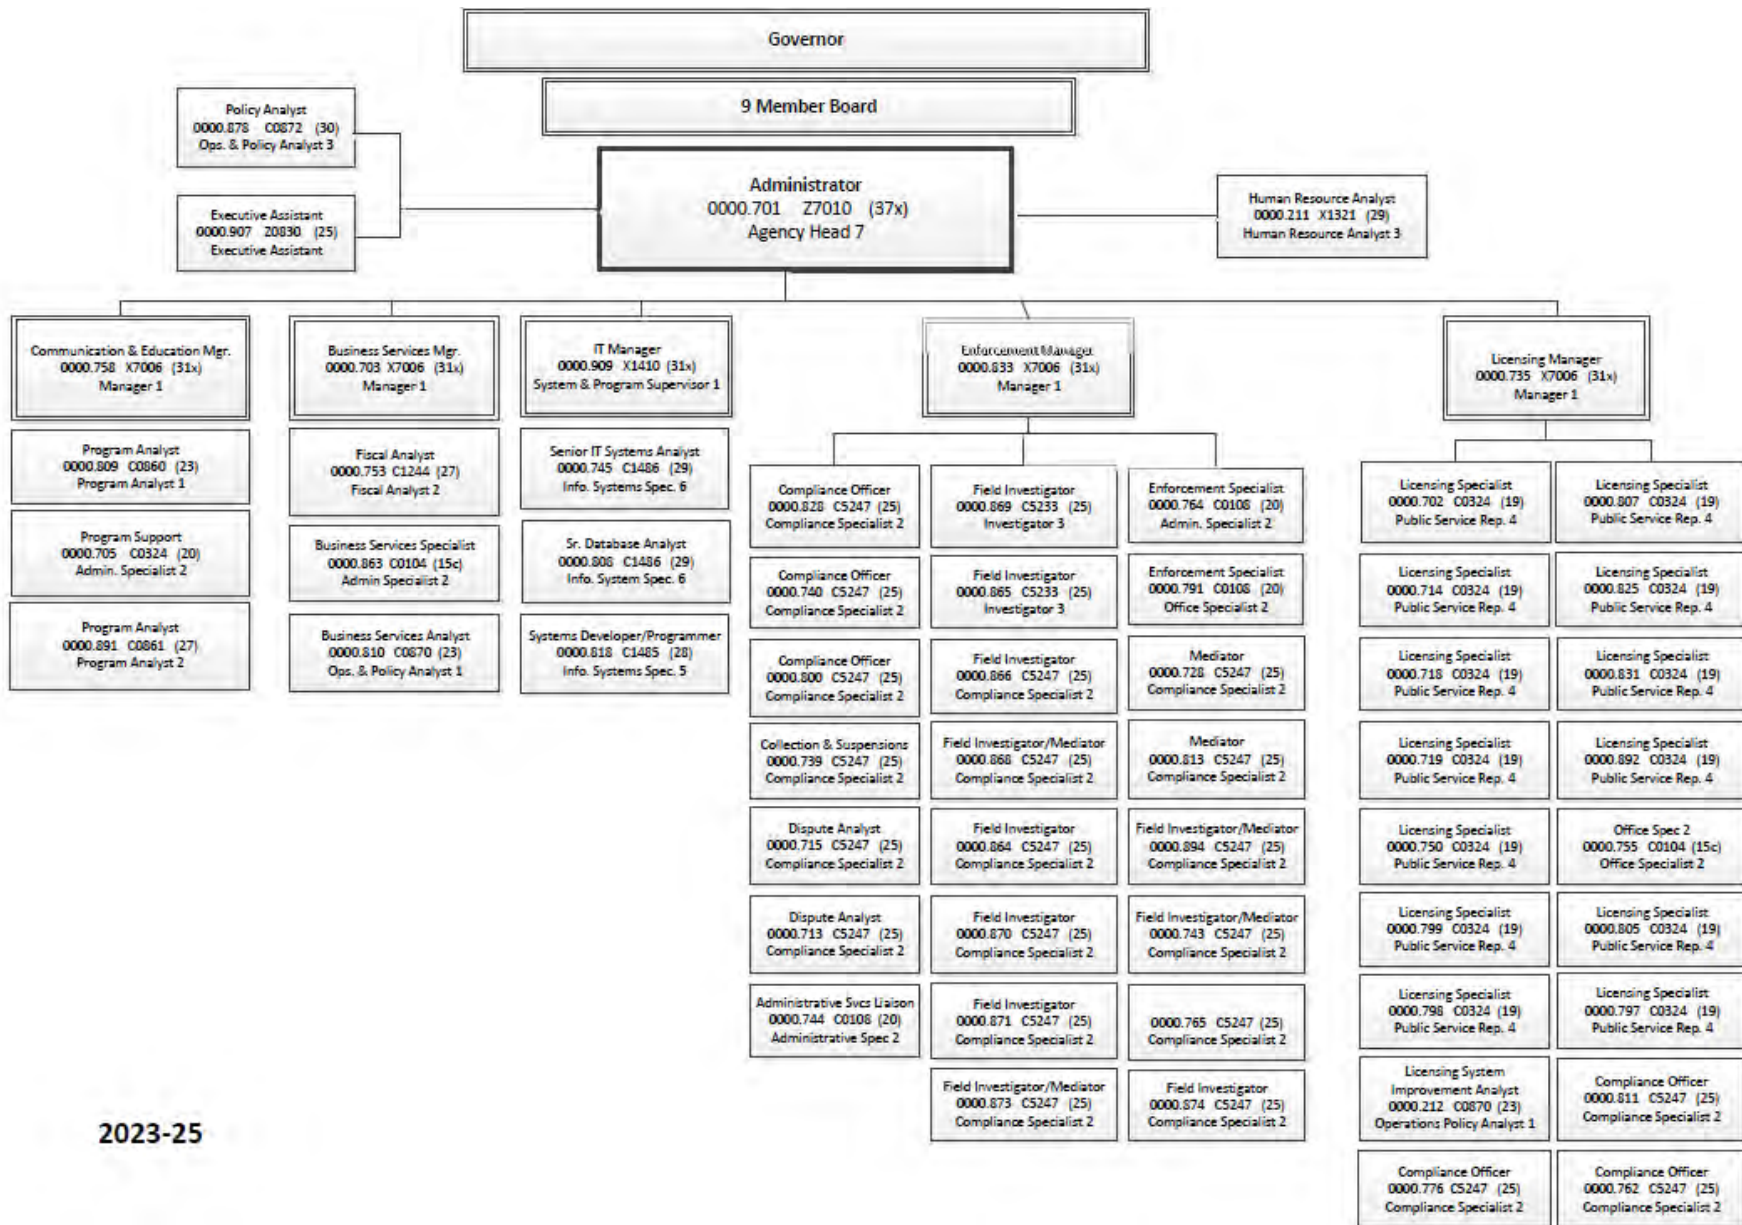 Governor
9 Member Board
Policy Analyst
0000.878 C0872 (30)
Ops. & Policy Analyst 3
Executive Assistant
0000.907 Z0830 (25)
Executive Assistant
Administrator
0000.701 Z7010 (37x)
Agency Head 7
Human Resource Analyst
0000.211 X1321 (29)
Human Resource Analyst 3
Communication & Education Mgr.
0000.758 X7006 (31x)
Manager 1
Program Analyst
0000.809 C0860 (23)
Program Analyst 1
Program Support
0000.705 C0324 (20)
Admin. Specialist 2
Program Analyst
0000.891 C0861 (27)
Program Analyst 2
Business Services Mgr.
0000.703 X7006 (31x)
Manager 1
Fiscal Analyst
0000.753 C1244 (27)
Fiscal Analyst 2
Business Services Specialist
0000.863 C0104 (15c)
Admin Specialist 2
Business Services Analyst
0000.810 C0870 (23)
Ops. & Policy Analyst 1
IT Manager
0000.909 X1410 (31x)
System & Program Supervisor 1
Senior IT Systems Analyst
0000.745 C1486 (29)
Info. Systems Spec. 6
Sr. Database Analyst
0000.808 C1486 (29)
Info. System Spec. 6
Systems Developer/Programmer
0000.818 C1485 (28)
Info. Systems Spec. 5
Enforcement Manager
0000.833 X7006 (31x)
Manager 1
Compliance Officer
0000.828 C5247 (25)
Compliance Specialist 2
Compliance Officer
0000.740 C5247 (25)
Compliance Specialist 2
Compliance Officer
0000.800 C5247 (25)
Compliance Specialist 2
Collection & Suspensions
0000.739 C5247 (25)
Compliance Specialist 2
Dispute Analyst
0000.715 C5247 (25)
Compliance Specialist 2
Dispute Analyst
0000.713 C5247 (25)
Compliance Specialist 2
Administrative Svcs Liaison
0000.744 C0108 (20)
Administrative Spec 2
Field Investigator
0000.869 C5233 (25)
Investigator 3
Field Investigator
0000.865 C5233 (25)
Investigator 3
Field Investigator
0000.866 C5247 (25)
Compliance Specialist 2
Field Investigator/Mediator
0000.868 C5247 (25)
Compliance Specialist 2
Field Investigator
0000.864 C5247 (25)
Compliance Specialist 2
Field Investigator
0000.870 C5247 (25)
Compliance Specialist 2
Field Investigator
0000.871 C5247 (25)
Compliance Specialist 2
Field Investigator/Mediator
0000.873 C5247 (25)
Compliance Specialist 2
Enforcement Specialist
0000.764 C0108 (20)
Admin. Specialist 2
Enforcement Specialist
0000.791 C0108 (20)
Office Specialist 2
Mediator
0000.728 C5247 (25)
Compliance Specialist 2
Mediator
0000.813 C5247 (25)
Compliance Specialist 2
Field Investigator/Mediator
0000.894 C5247 (25)
Compliance Specialist 2
Field Investigator/Mediator
0000.743 C5247 (25)
Compliance Specialist 2
0000.765 C5247 (25)
Compliance Specialist 2
Field Investigator
0000.874 C5247 (25)
Compliance Specialist 2
Licensing Manager
0000.735 X7006 (31x)
Manager 1
Licensing Specialist
0000.702 C0324 (19)
Public Service Rep. 4
Licensing Specialist
0000.714 C0324 (19)
Public Service Rep. 4
Licensing Specialist
0000.718 C0324 (19)
Public Service Rep. 4
Licensing Specialist
0000.719 C0324 (19)
Public Service Rep. 4
Licensing Specialist
0000.750 C0324 (19)
Public Service Rep. 4
Licensing Specialist
0000.799 C0324 (19)
Public Service Rep. 4
Licensing Specialist
0000.798 C0324 (19)
Public Service Rep. 4
Licensing System
Improvement Analyst
0000.212 C0870 (23)
Operations Policy Analyst 1
Compliance Officer
0000.776 C5247 (25)
Compliance Specialist 2
Licensing Specialist
0000.807 C0324 (19)
Public Service Rep. 4
Licensing Specialist
0000.825 C0324 (19)
Public Service Rep. 4
Licensing Specialist
0000.831 C0324 (19)
Public Service Rep. 4
Licensing Specialist
0000.892 C0324 (19)
Public Service Rep. 4
Office Spec 2
0000.755 C0104 (15c)
Office Specialist 2
Licensing Specialist
0000.805 C0324 (19)
Public Service Rep. 4
Licensing Specialist
0000.797 C0324 (19)
Public Service Rep. 4
Compliance Officer
0000.811 C5247 (25)
Compliance Specialist 2
Compliance Officer
0000.762 C5247 (25)
Compliance Specialist 2
2023-25